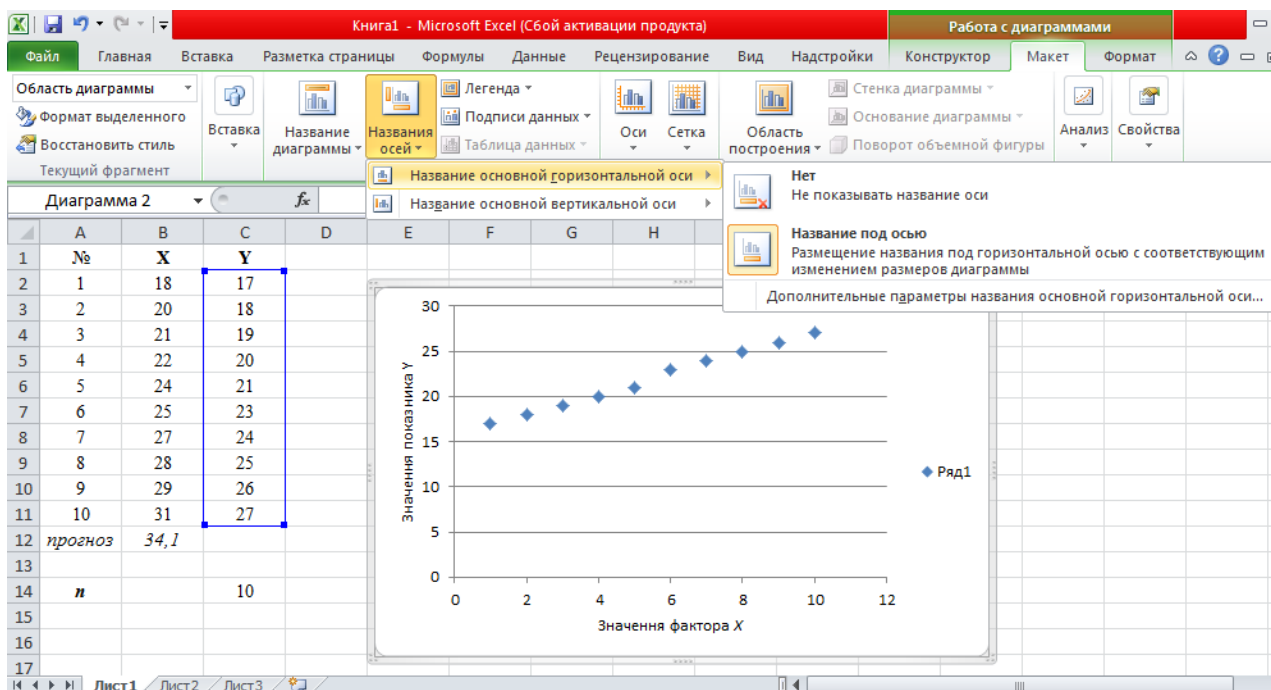 Книга1 - Microsoft Excel (Сбой активации продукта)
Работа с диаграммами
Файл Главная Вставка Разметка страницы Формулы Данные Рецензирование Вид Надстройки Конструктор Макет Формат
Область диаграммы
Формат выделенного
Восстановить стиль
Текущий фрагмент
Вставка
Название
диаграммы
Названия
осей
Легенда
Подписи данных
Таблица данных
Оси
Сетка
Область
построения
Стенка диаграммы
Основание диаграммы
Поворот объемной фигуры
Анализ
Свойства
Название основной горизонтальной оси
Название основной вертикальной оси
Нет
Не показывать название оси
Название под осью
Размещение названия под горизонтальной осью с соответствующим
изменением размеров диаграммы
Дополнительные параметры названия основной горизонтальной оси...
Диаграмма 2
fx
A B C D E F G H
1 № X Y
2 1 18 17
3 2 20 18
4 3 21 19
5 4 22 20
6 5 24 21
7 6 25 23
8 7 27 24
9 8 28 25
10 9 29 26
11 10 31 27
12 прогноз 34,1
13
14 n 10
15
16
17
30
25
20
15
10
5
0
Значення показника Y
0 2 4 6 8 10 12
Значення фактора X
Ряд1
Лист1 Лист2 Лист3